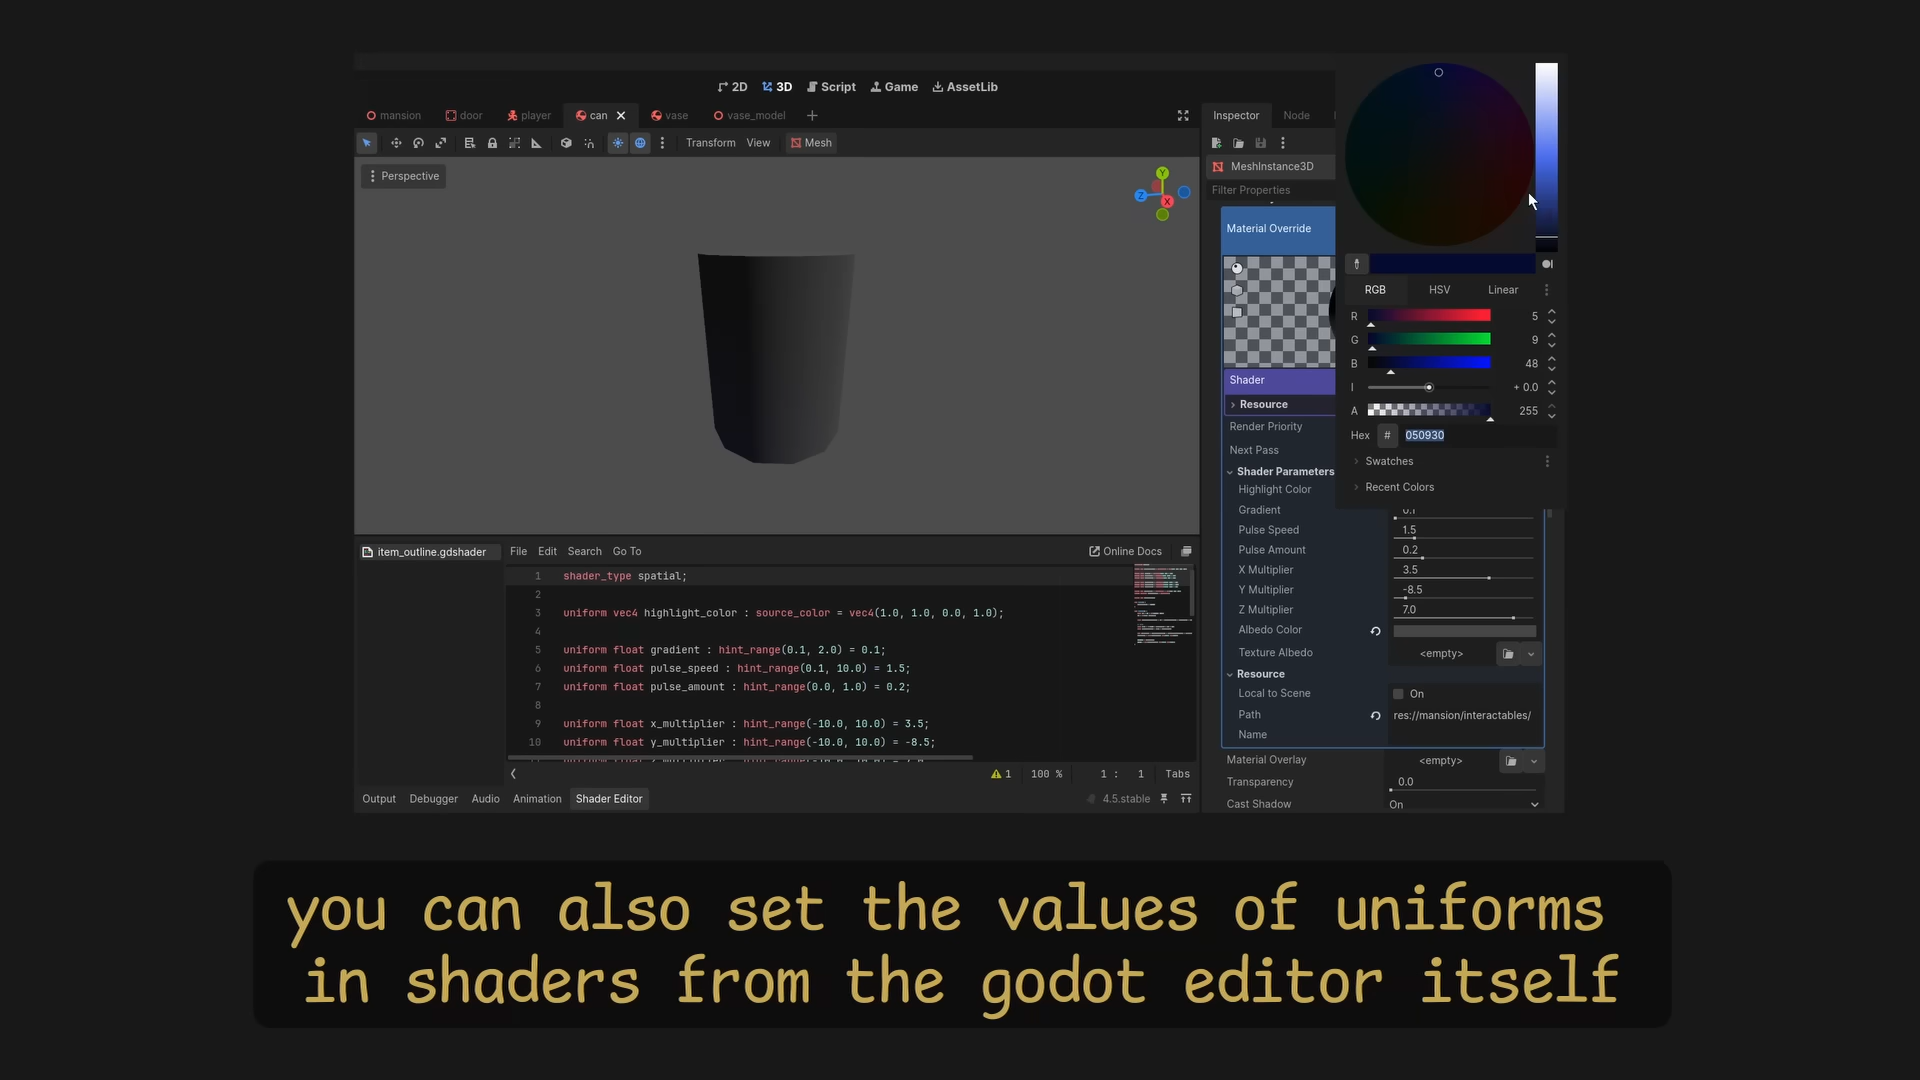 2D 3D Script Game AssetLib
mansion door player can vase vase_model
Transform View Mesh
Perspective
Y
Z X
item_outline.gdshader
File Edit Search Go To Online Docs
1 shader_type spatial;
2
3 uniform vec4 highlight_color : source_color = vec4(1.0, 1.0, 0.0, 1.0);
4
5 uniform float gradient : hint_range(0.1, 2.0) = 0.1;
6 uniform float pulse_speed : hint_range(0.1, 10.0) = 1.5;
7 uniform float pulse_amount : hint_range(0.0, 1.0) = 0.2;
8
9 uniform float x_multiplier : hint_range(-10.0, 10.0) = 3.5;
10 uniform float y_multiplier : hint_range(-10.0, 10.0) = -8.5;
1 100 % 1 : 1 Tabs
Output Debugger Audio Animation Shader Editor 4.5.stable
Inspector Node
MeshInstance3D
Filter Properties
Material Override
Shader
Resource
Render Priority
Next Pass
Shader Parameters
Highlight Color
Gradient 0.1
Pulse Speed 1.5
Pulse Amount 0.2
X Multiplier 3.5
Y Multiplier -8.5
Z Multiplier 7.0
Albedo Color
Texture Albedo <empty>
Resource
Local to Scene On
Path res://mansion/interactables/
Name
Material Overlay <empty>
Transparency 0.0
Cast Shadow On
RGB HSV Linear
R 5
G 9
B 48
I + 0.0
A 255
Hex # 050930
Swatches
Recent Colors
you can also set the values of uniforms
in shaders from the godot editor itself